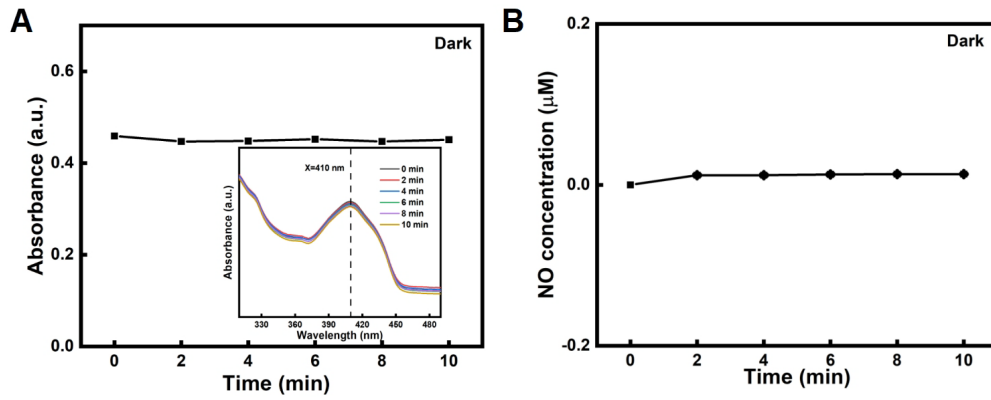 A
Dark
Absorbance (a.u.)
0.6
0.4
0.2
0.0
X=410 nm
0 min
2 min
4 min
6 min
8 min
10 min
Absorbance (a.u.)
330 360 390 420 450 480
Wavelength (nm)
0 2 4 6 8 10
Time (min)
B
Dark
NO concentration (μM)
0.2
0.0
-0.2
0 2 4 6 8 10
Time (min)